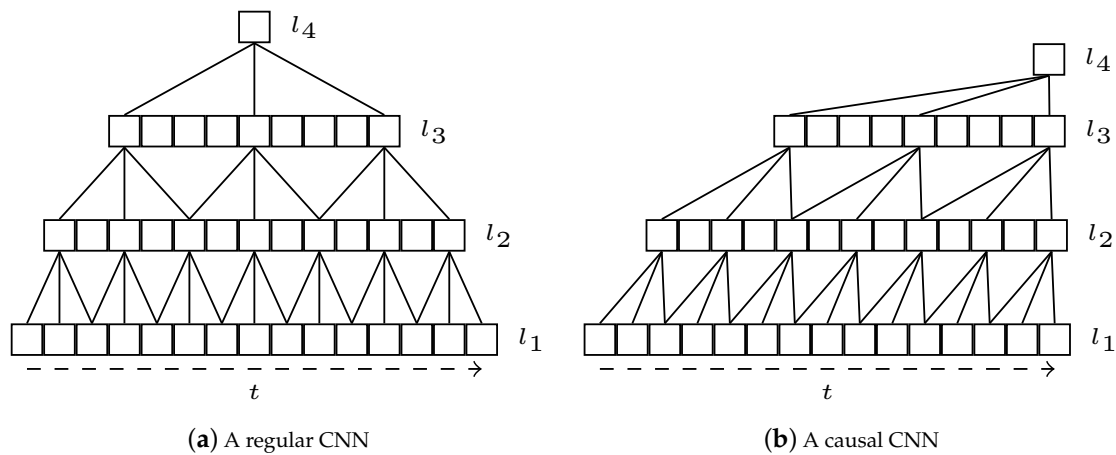 l4
l3
l2
l1
t
(a) A regular CNN
l4
l3
l2
l1
t
(b) A causal CNN